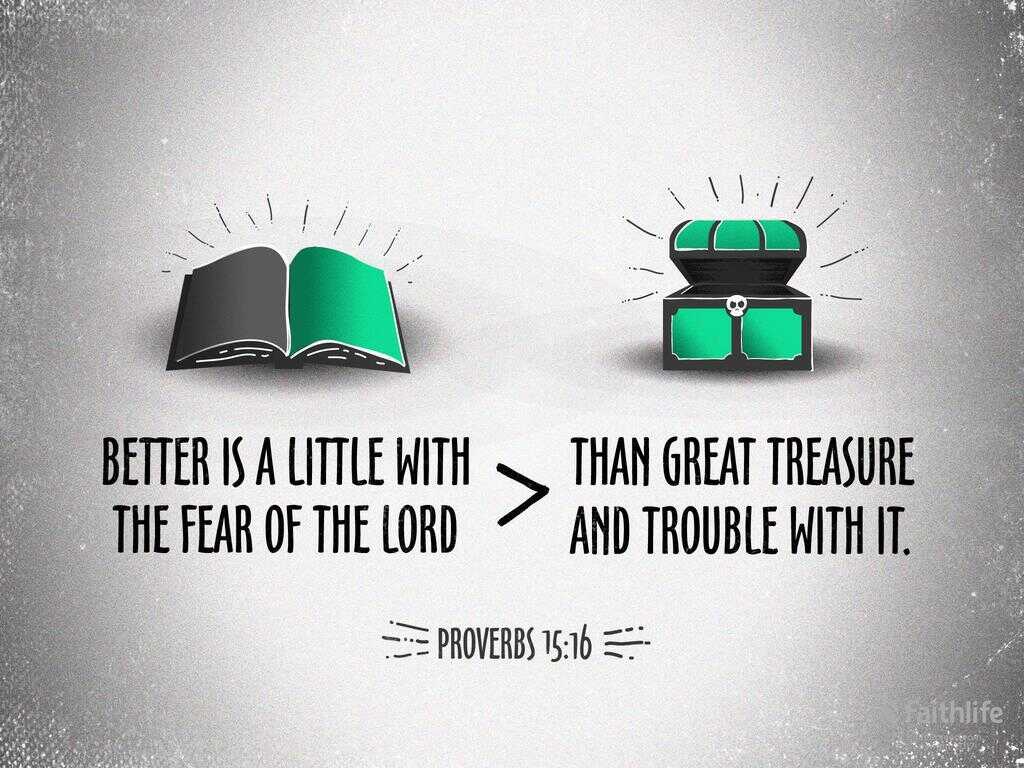 BETTER IS A LITTLE WITH
THE FEAR OF THE LORD
>
THAN GREAT TREASURE
AND TROUBLE WITH IT.
PROVERBS 15:16
faithlife